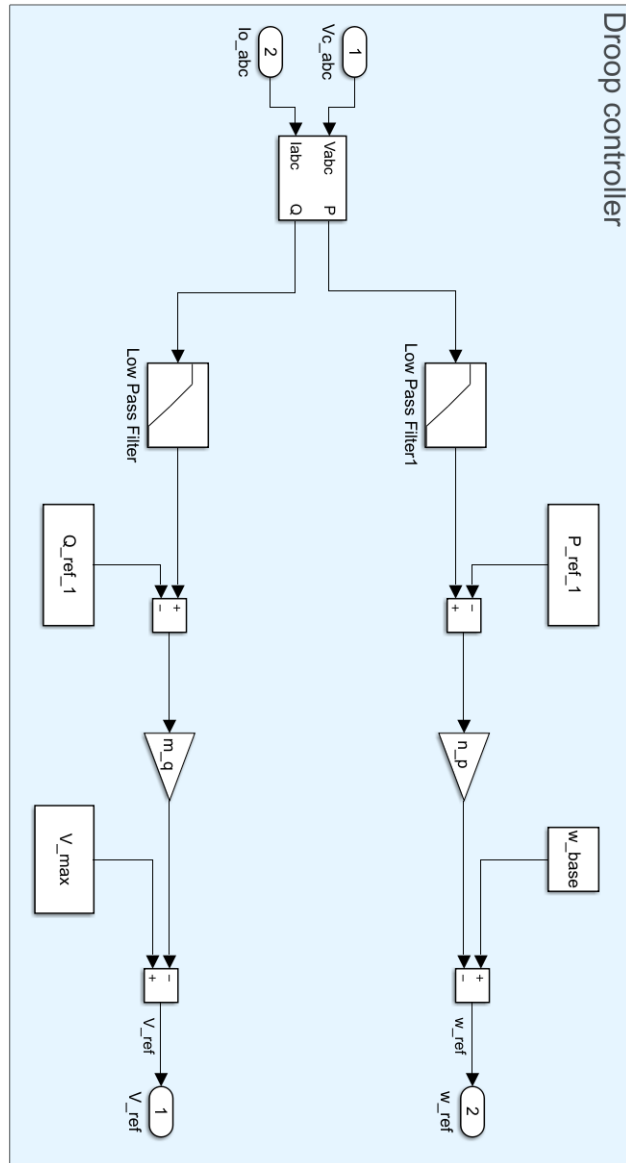 Droop controller
P_ref_1
w_base
1
Vc_abc
2
Io_abc
Vabc
P
Iabc
Q
Low Pass Filter1
−
+
n_p
+
−
w_ref
2
w_ref
Low Pass Filter
+
−
m_q
−
+
V_ref
1
V_ref
Q_ref_1
V_max